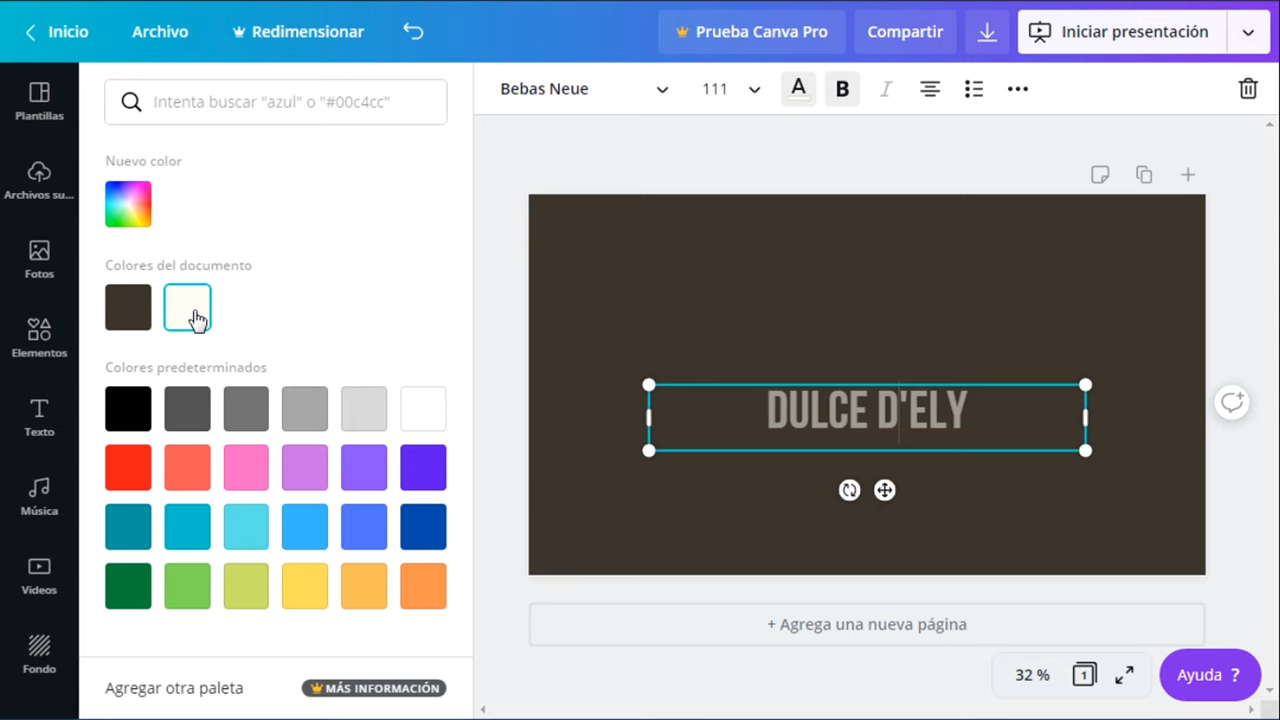 Inicio
Archivo
Redimensionar
Prueba Canva Pro
Compartir
Iniciar presentación
Plantillas
Archivos su...
Fotos
Elementos
Texto
Música
Videos
Fondo
Intenta buscar "azul" o "#00c4cc"
Nuevo color
Colores del documento
Colores predeterminados
Agregar otra paleta
MÁS INFORMACIÓN
Bebas Neue
111
A
B
I
DULCE D'ELY
+ Agrega una nueva página
32 %
1
Ayuda ?